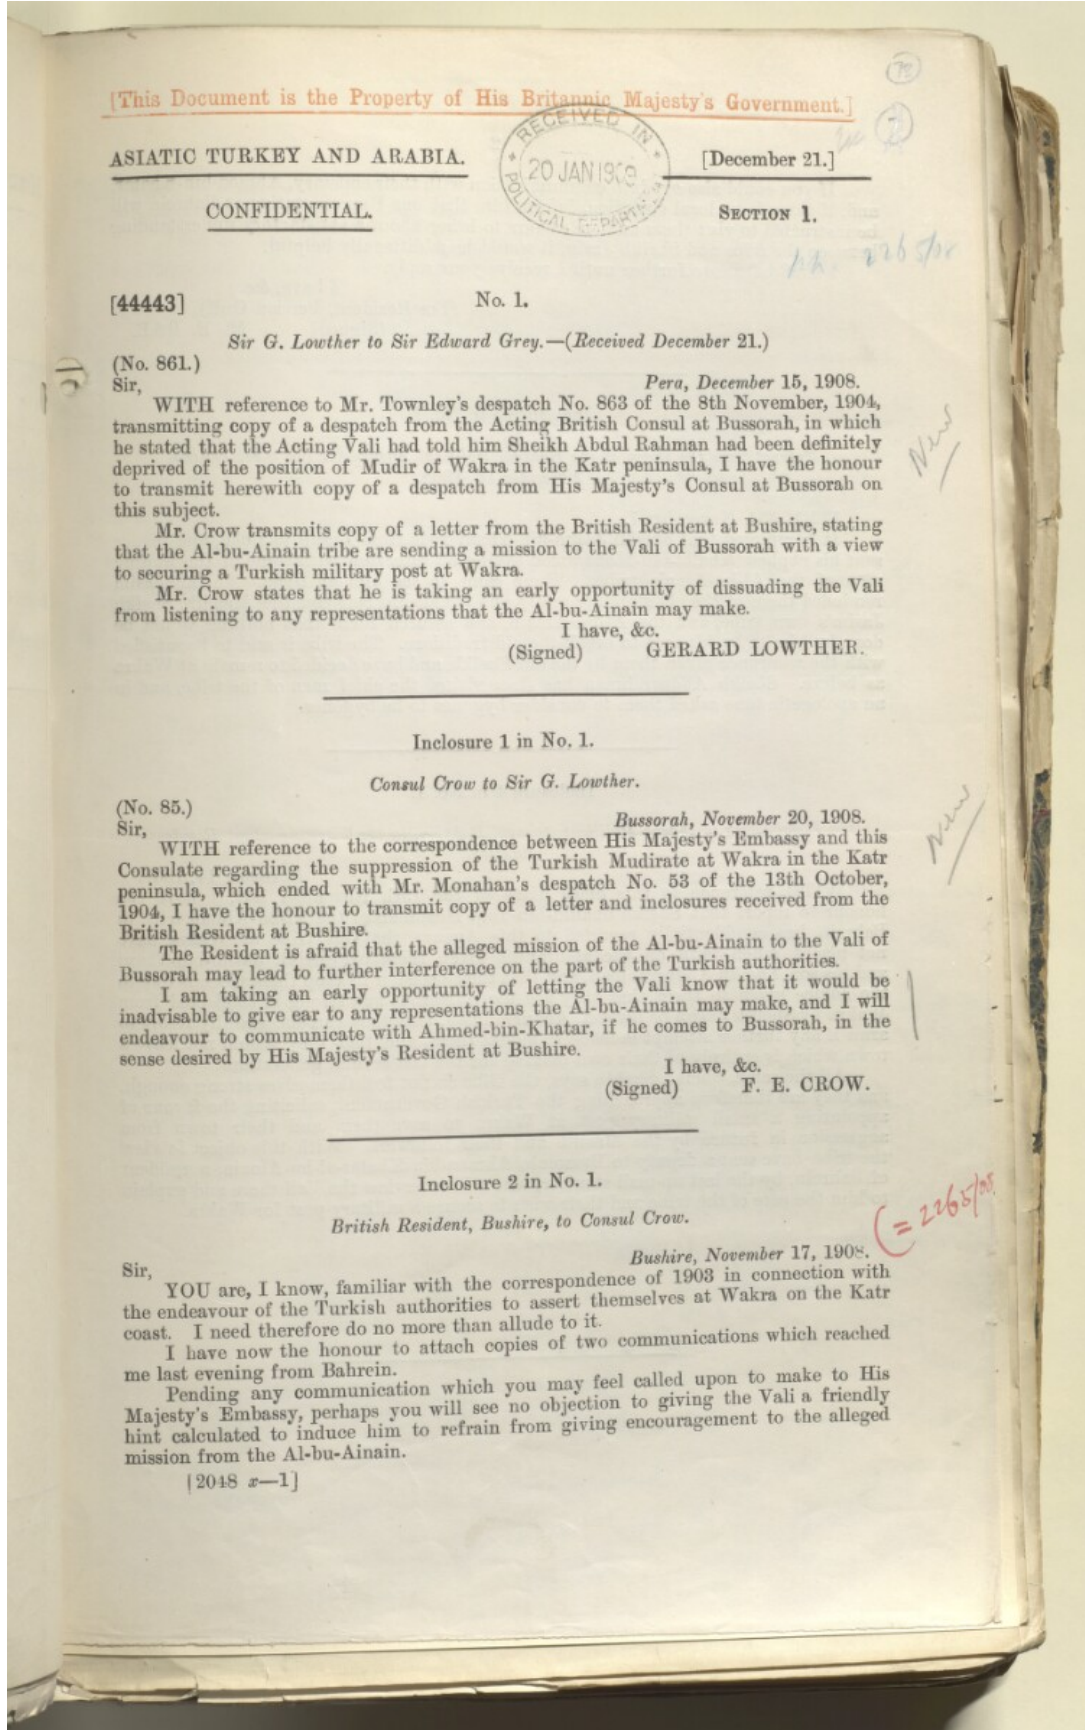 72
[This Document is the Property of His Britannic Majesty's Government.]
2
ASIATIC TURKEY AND ARABIA.
[December 21.]
RECEIVED IN
20 JAN 1909
POLITICAL DEPARTMENT
CONFIDENTIAL.
SECTION 1.
2265/08
[44443]
No. 1.
Sir G. Lowther to Sir Edward Grey.—(Received December 21.)
(No. 861.)
Sir,
Pera, December 15, 1908.
WITH reference to Mr. Townley's despatch No. 863 of the 8th November, 1904,
transmitting copy of a despatch from the Acting British Consul at Bussorah, in which
he stated that the Acting Vali had told him Sheikh Abdul Rahman had been definitely
deprived of the position of Mudir of Wakra in the Katr peninsula, I have the honour
to transmit herewith copy of a despatch from His Majesty's Consul at Bussorah on
this subject.
New
Mr. Crow transmits copy of a letter from the British Resident at Bushire, stating
that the Al-bu-Ainain tribe are sending a mission to the Vali of Bussorah with a view
to securing a Turkish military post at Wakra.
Mr. Crow states that he is taking an early opportunity of dissuading the Vali
from listening to any representations that the Al-bu-Ainain may make.
I have, &c.
(Signed) GERARD LOWTHER.
Inclosure 1 in No. 1.
Consul Crow to Sir G. Lowther.
(No. 85.)
Sir,
Bussorah, November 20, 1908.
WITH reference to the correspondence between His Majesty's Embassy and this
Consulate regarding the suppression of the Turkish Mudirate at Wakra in the Katr
peninsula, which ended with Mr. Monahan's despatch No. 53 of the 13th October,
1904, I have the honour to transmit copy of a letter and inclosures received from the
British Resident at Bushire.
New
The Resident is afraid that the alleged mission of the Al-bu-Ainain to the Vali of
Bussorah may lead to further interference on the part of the Turkish authorities.
I am taking an early opportunity of letting the Vali know that it would be
inadvisable to give ear to any representations the Al-bu-Ainain may make, and I will
endeavour to communicate with Ahmed-bin-Khatar, if he comes to Bussorah, in the
sense desired by His Majesty's Resident at Bushire.
I have, &c.
(Signed) F. E. CROW.
Inclosure 2 in No. 1.
British Resident, Bushire, to Consul Crow.
(= 2265/08.
Sir,
Bushire, November 17, 1908.
YOU are, I know, familiar with the correspondence of 1903 in connection with
the endeavour of the Turkish authorities to assert themselves at Wakra on the Katr
coast. I need therefore do no more than allude to it.
I have now the honour to attach copies of two communications which reached
me last evening from Bahrein.
Pending any communication which you may feel called upon to make to His
Majesty's Embassy, perhaps you will see no objection to giving the Vali a friendly
hint calculated to induce him to refrain from giving encouragement to the alleged
mission from the Al-bu-Ainain.
[2048 x—1]